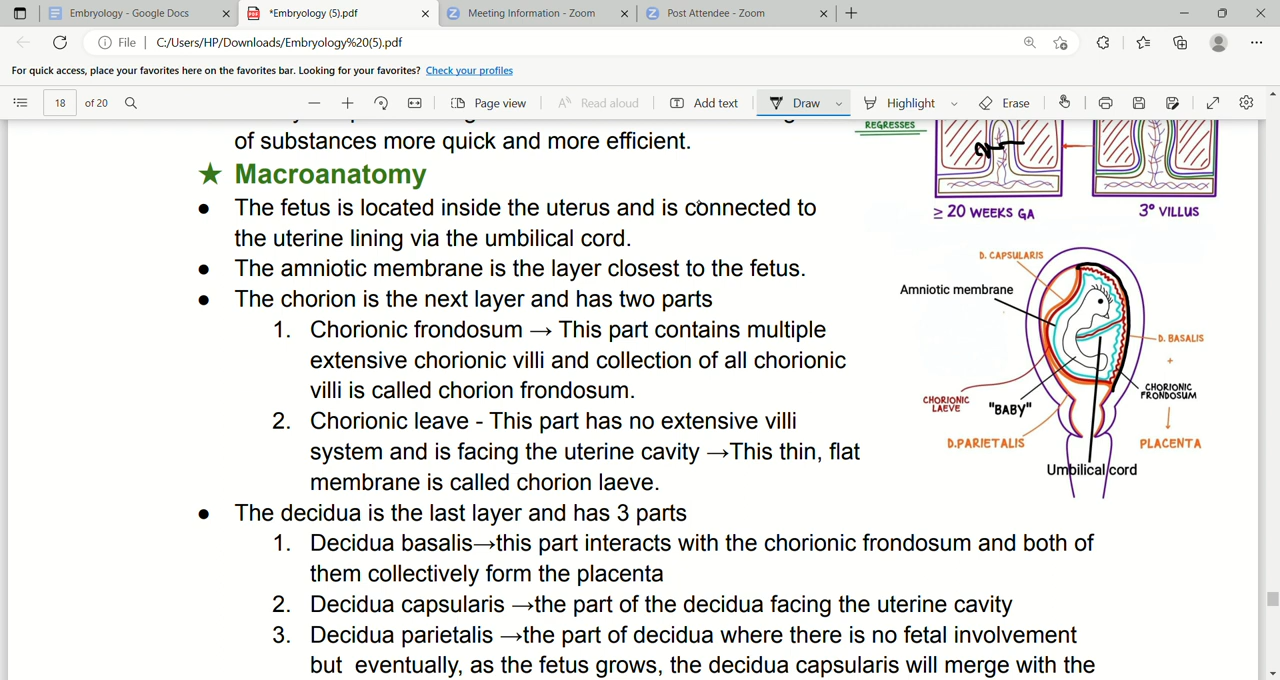 Embryology - Google Docs
*Embryology (5).pdf
Meeting Information - Zoom
Post Attendee - Zoom
File
C:/Users/HP/Downloads/Embryology%20(5).pdf
For quick access, place your favorites here on the favorites bar. Looking for your favorites? Check your profiles
18 of 20
Page view
Read aloud
Add text
Draw
Highlight
Erase
of substances more quick and more efficient.
★ Macroanatomy
● The fetus is located inside the uterus and is connected to
the uterine lining via the umbilical cord.
● The amniotic membrane is the layer closest to the fetus.
● The chorion is the next layer and has two parts
1. Chorionic frondosum → This part contains multiple
extensive chorionic villi and collection of all chorionic
villi is called chorion frondosum.
2. Chorionic leave - This part has no extensive villi
system and is facing the uterine cavity →This thin, flat
membrane is called chorion laeve.
● The decidua is the last layer and has 3 parts
1. Decidua basalis→this part interacts with the chorionic frondosum and both of
them collectively form the placenta
2. Decidua capsularis →the part of the decidua facing the uterine cavity
3. Decidua parietalis →the part of decidua where there is no fetal involvement
but eventually, as the fetus grows, the decidua capsularis will merge with the
REGRESSES
≥ 20 WEEKS GA
3° VILLUS
D. CAPSULARIS
Amniotic membrane
D. BASALIS
+
CHORIONIC
FRONDOSUM
PLACENTA
CHORIONIC
LAEVE
"BABY"
D.PARIETALIS
Umbilical cord